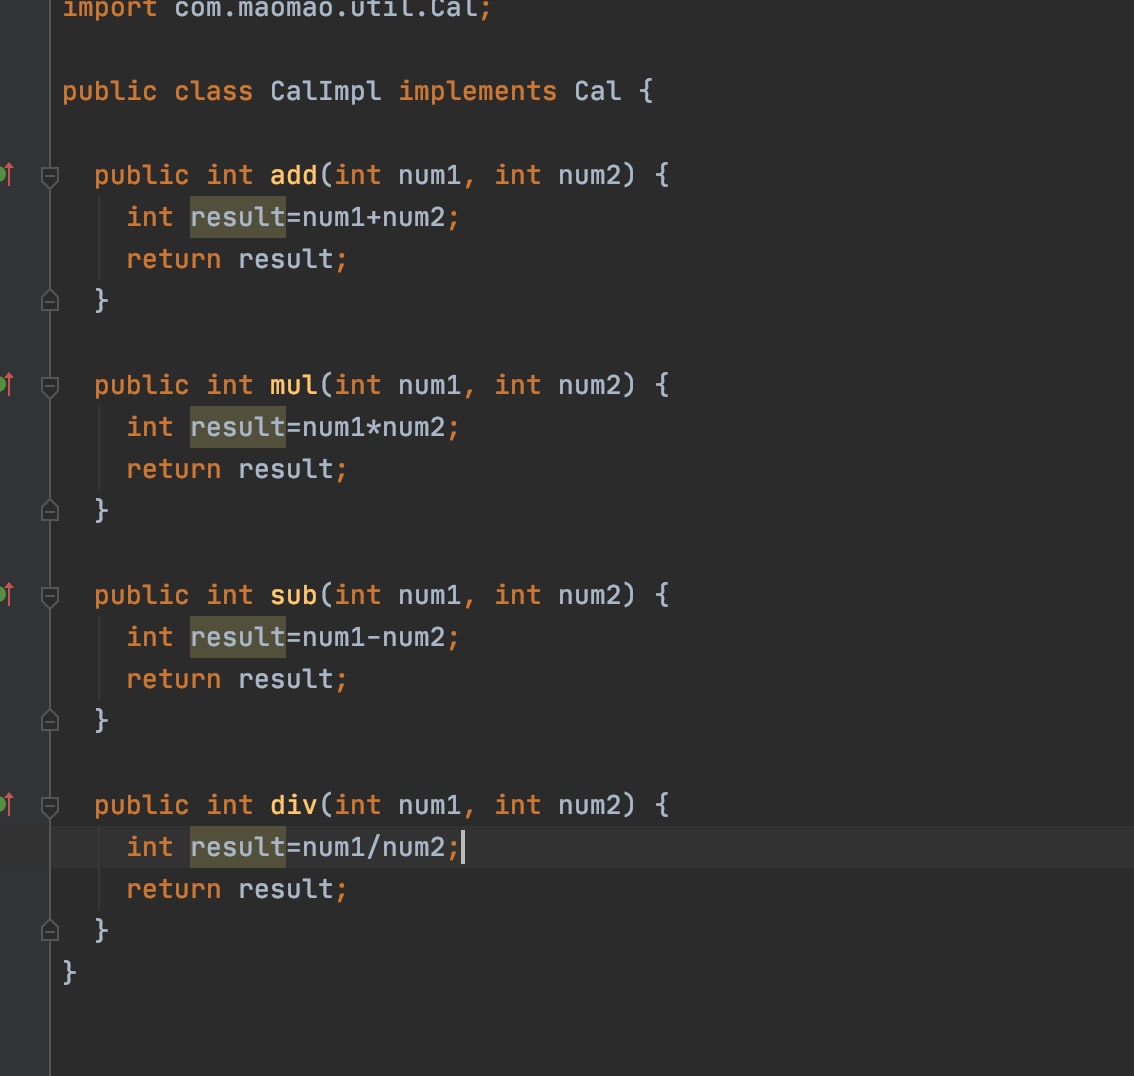 import com.maomao.util.Cal;
public class CalImpl implements Cal {
public int add(int num1, int num2) {
int result=num1+num2;
return result;
}
public int mul(int num1, int num2) {
int result=num1*num2;
return result;
}
public int sub(int num1, int num2) {
int result=num1-num2;
return result;
}
public int div(int num1, int num2) {
int result=num1/num2;
return result;
}
}